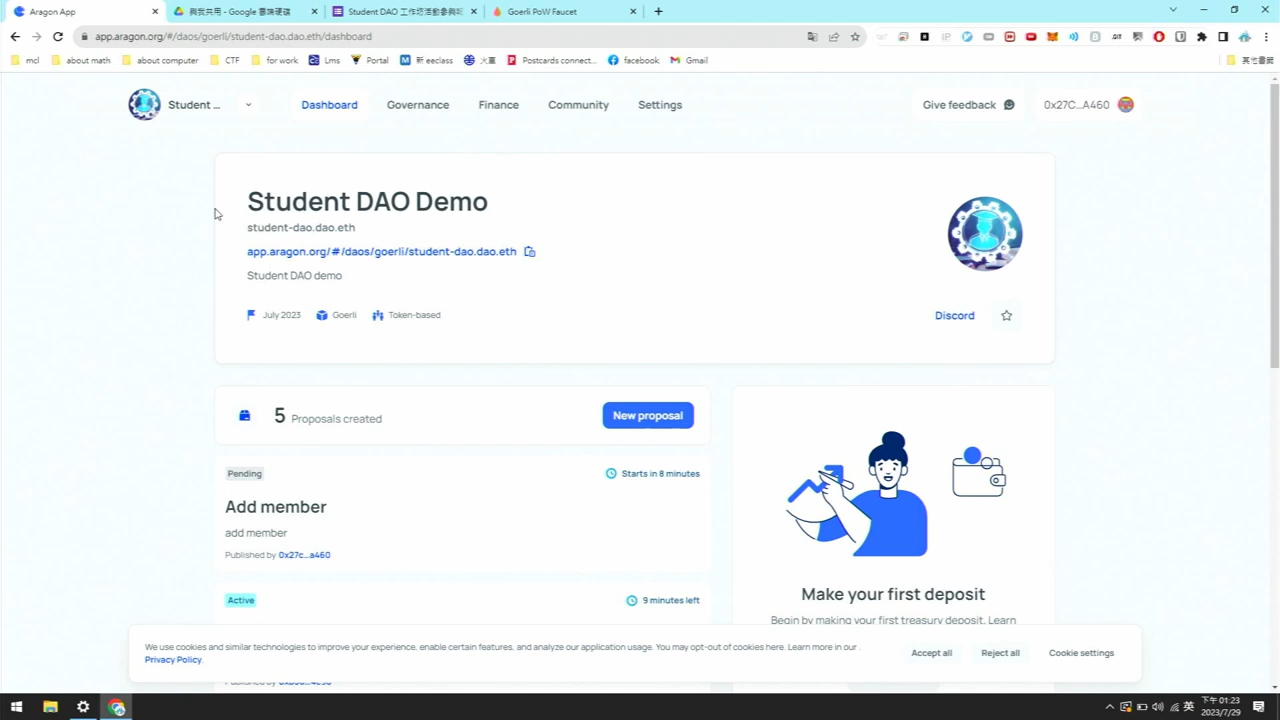 Aragon App
與我共用 - Google 雲端硬碟
Student DAO 工作坊活動參與
Goerli PoW Faucet
app.aragon.org/#/daos/goerli/student-dao.dao.eth/dashboard
mcl
about math
about computer
CTF
for work
Lms
Portal
新 eeclass
火車
Postcards connect...
facebook
Gmail
其他書籤
Student ...
Dashboard
Governance
Finance
Community
Settings
Give feedback
0x27C...A460
Student DAO Demo
student-dao.dao.eth
app.aragon.org/#/daos/goerli/student-dao.dao.eth
Student DAO demo
July 2023
Goerli
Token-based
Discord
5 Proposals created
New proposal
Pending
Starts in 8 minutes
Add member
add member
Published by 0x27c...a460
Active
9 minutes left
Make your first deposit
Begin by making your first treasury deposit. Learn
We use cookies and similar technologies to improve your experience, enable certain features, and analyze our application usage. You may opt-out of cookies here. Learn more in our
Privacy Policy.
Accept all
Reject all
Cookie settings
英
下午 01:23
2023/7/29